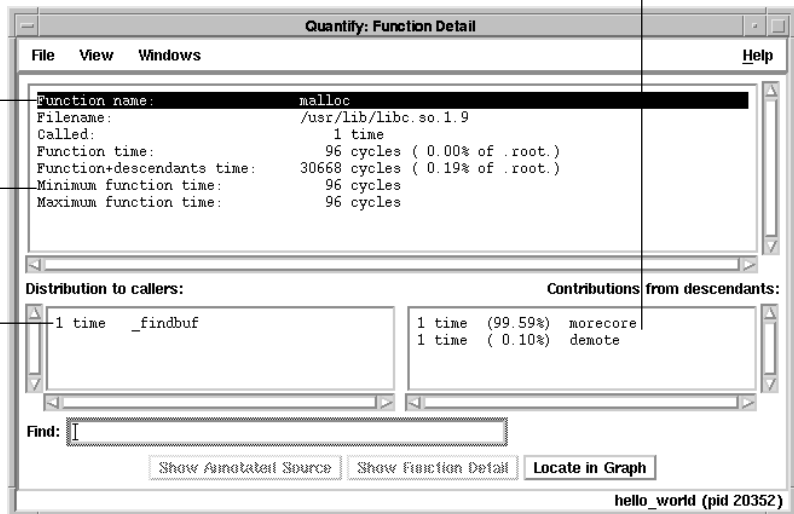 Quantify: Function Detail
File View Windows Help
Function name: malloc
Filename: /usr/lib/libc.so.1.9
Called: 1 time
Function time: 96 cycles ( 0.00% of .root.)
Function+descendants time: 30668 cycles ( 0.19% of .root.)
Minimum function time: 96 cycles
Maximum function time: 96 cycles
Distribution to callers:
1 time _findbuf
Contributions from descendants:
1 time (99.59%) morecore
1 time ( 0.10%) demote
Find:
Show Annotated Source Show Function Detail Locate in Graph
hello_world (pid 20352)